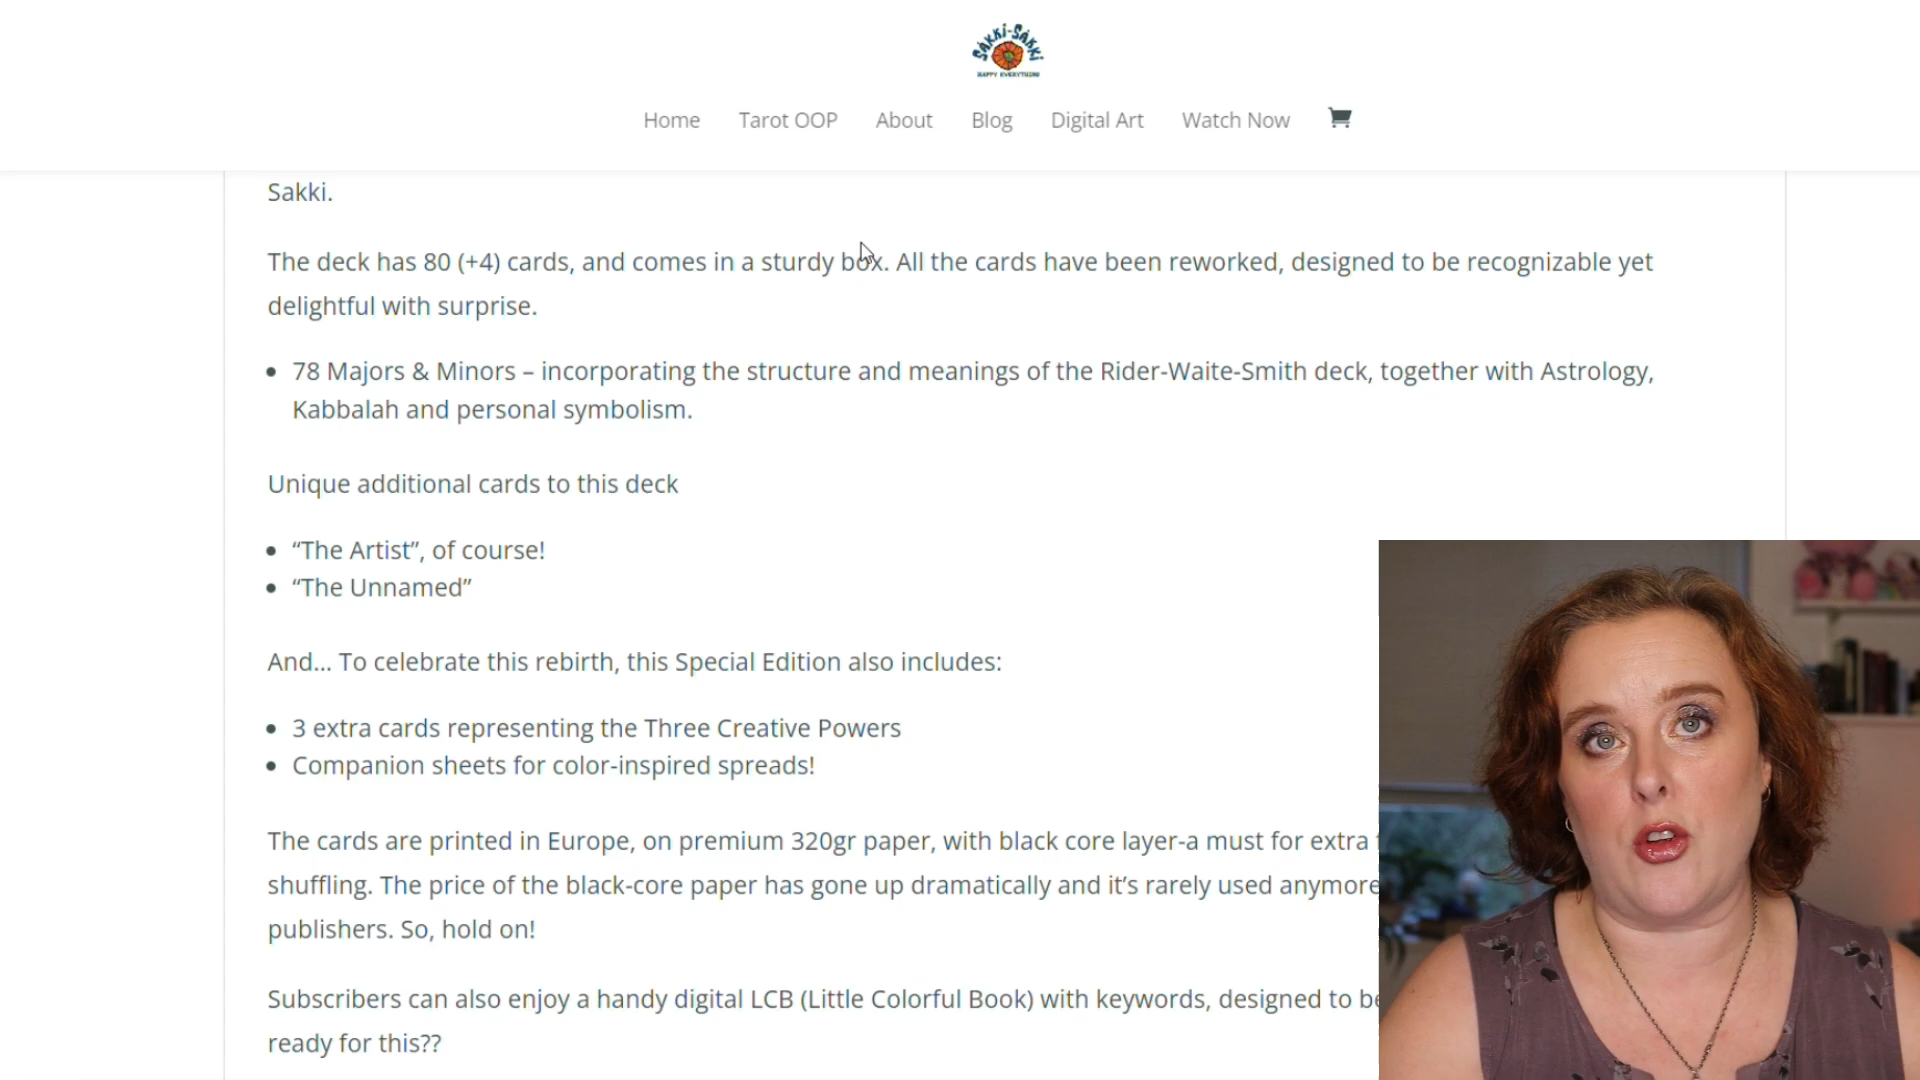 SAKKI-SAKKI
HAPPY EVERYTHING
Home Tarot OOP About Blog Digital Art Watch Now
Sakki.
The deck has 80 (+4) cards, and comes in a sturdy box. All the cards have been reworked, designed to be recognizable yet
delightful with surprise.
• 78 Majors & Minors – incorporating the structure and meanings of the Rider-Waite-Smith deck, together with Astrology,
Kabbalah and personal symbolism.
Unique additional cards to this deck
• “The Artist”, of course!
• “The Unnamed”
And… To celebrate this rebirth, this Special Edition also includes:
• 3 extra cards representing the Three Creative Powers
• Companion sheets for color-inspired spreads!
The cards are printed in Europe, on premium 320gr paper, with black core layer-a must for extra
shuffling. The price of the black-core paper has gone up dramatically and it’s rarely used anymore
publishers. So, hold on!
Subscribers can also enjoy a handy digital LCB (Little Colorful Book) with keywords, designed to be
ready for this??